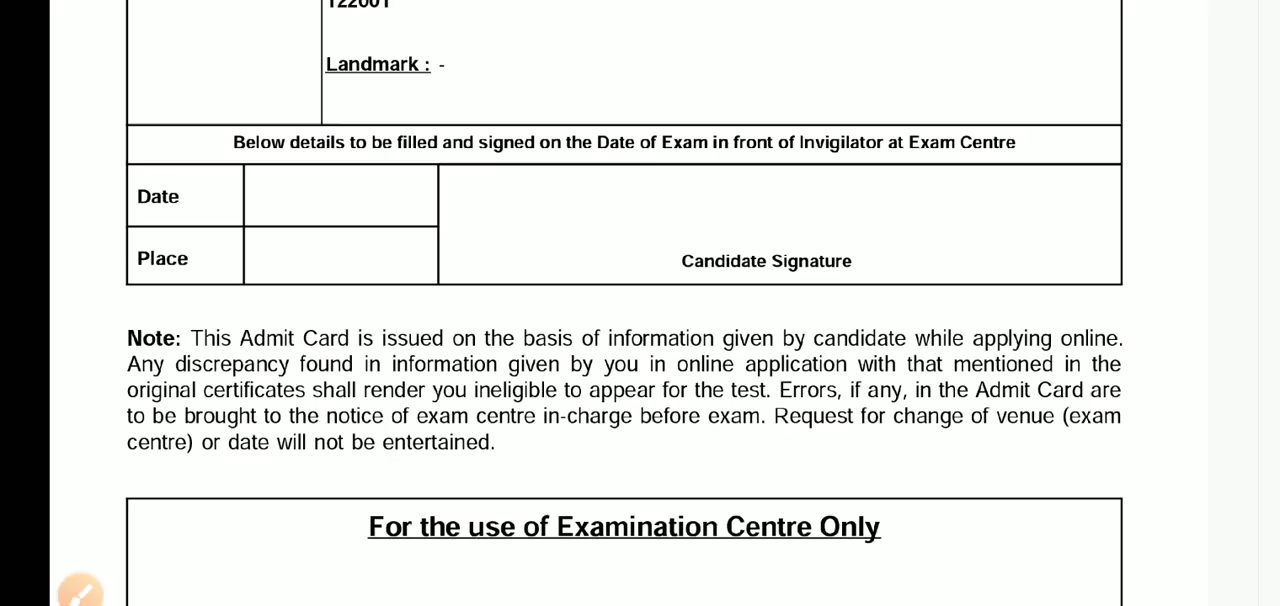 122001
Landmark : -
Below details to be filled and signed on the Date of Exam in front of Invigilator at Exam Centre
Date
Place
Candidate Signature
Note: This Admit Card is issued on the basis of information given by candidate while applying online.
Any discrepancy found in information given by you in online application with that mentioned in the
original certificates shall render you ineligible to appear for the test. Errors, if any, in the Admit Card are
to be brought to the notice of exam centre in-charge before exam. Request for change of venue (exam
centre) or date will not be entertained.
For the use of Examination Centre Only